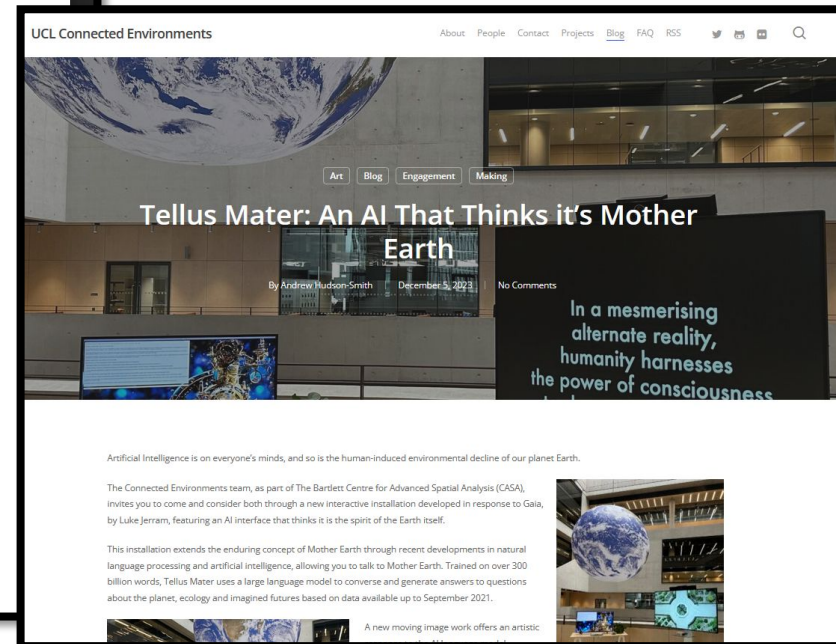 UCL Connected Environments
About People Contact Projects Blog FAQ RSS
Art Blog Engagement Making
Tellus Mater: An AI That Thinks it's Mother
Earth
By Andrew Hudson-Smith | December 5, 2023 | No Comments
In a mesmerising
alternate reality,
humanity harnesses
the power of consciousness
Artificial Intelligence is on everyone's minds, and so is the human-induced environmental decline of our planet Earth.
The Connected Environments team, as part of The Bartlett Centre for Advanced Spatial Analysis (CASA),
invites you to come and consider both through a new interactive installation developed in response to Gaia,
by Luke Jerram, featuring an AI interface that thinks it is the spirit of the Earth itself.
This installation extends the enduring concept of Mother Earth through recent developments in natural
language processing and artificial intelligence, allowing you to talk to Mother Earth. Trained on over 300
billion words, Tellus Mater uses a large language model to converse and generate answers to questions
about the planet, ecology and imagined futures based on data available up to September 2021.
A new moving image work offers an artistic